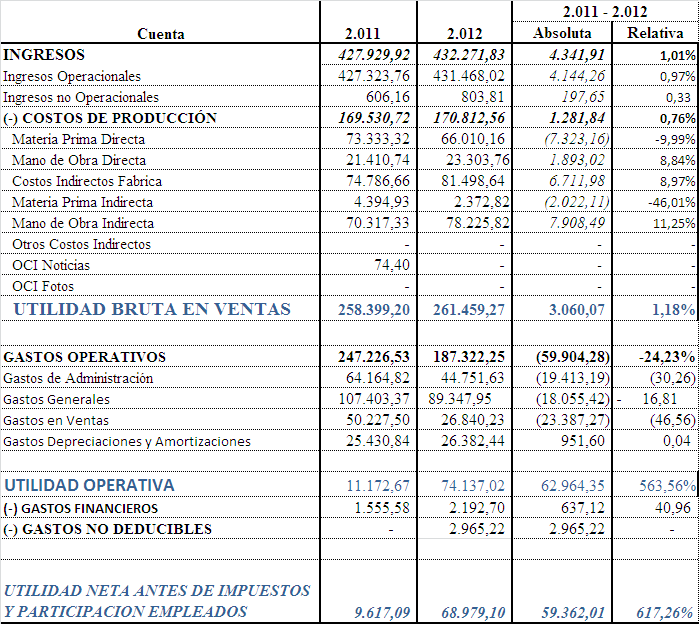 2.011 - 2.012
Cuenta 2.011 2.012 Absoluta Relativa
INGRESOS 427.929,92 432.271,83 4.341,91 1,01%
Ingresos Operacionales 427.323,76 431.468,02 4.144,26 0,97%
Ingresos no Operacionales 606,16 803,81 197,65 0,33
(-) COSTOS DE PRODUCCIÓN 169.530,72 170.812,56 1.281,84 0,76%
Materia Prima Directa 73.333,32 66.010,16 (7.323,16) -9,99%
Mano de Obra Directa 21.410,74 23.303,76 1.893,02 8,84%
Costos Indirectos Fabrica 74.786,66 81.498,64 6.711,98 8,97%
Materia Prima Indirecta 4.394,93 2.372,82 (2.022,11) -46,01%
Mano de Obra Indirecta 70.317,33 78.225,82 7.908,49 11,25%
Otros Costos Indirectos - - - -
OCI Noticias 74,40 - - -
OCI Fotos - - - -
UTILIDAD BRUTA EN VENTAS 258.399,20 261.459,27 3.060,07 1,18%
GASTOS OPERATIVOS 247.226,53 187.322,25 (59.904,28) -24,23%
Gastos de Administración 64.164,82 44.751,63 (19.413,19) (30,26)
Gastos Generales 107.403,37 89.347,95 (18.055,42) - 16,81
Gastos en Ventas 50.227,50 26.840,23 (23.387,27) (46,56)
Gastos Depreciaciones y Amortizaciones 25.430,84 26.382,44 951,60 0,04
UTILIDAD OPERATIVA 11.172,67 74.137,02 62.964,35 563,56%
(-) GASTOS FINANCIEROS 1.555,58 2.192,70 637,12 40,96
(-) GASTOS NO DEDUCIBLES - 2.965,22 2.965,22 -
UTILIDAD NETA ANTES DE IMPUESTOS
Y PARTICIPACION EMPLEADOS 9.617,09 68.979,10 59.362,01 617,26%